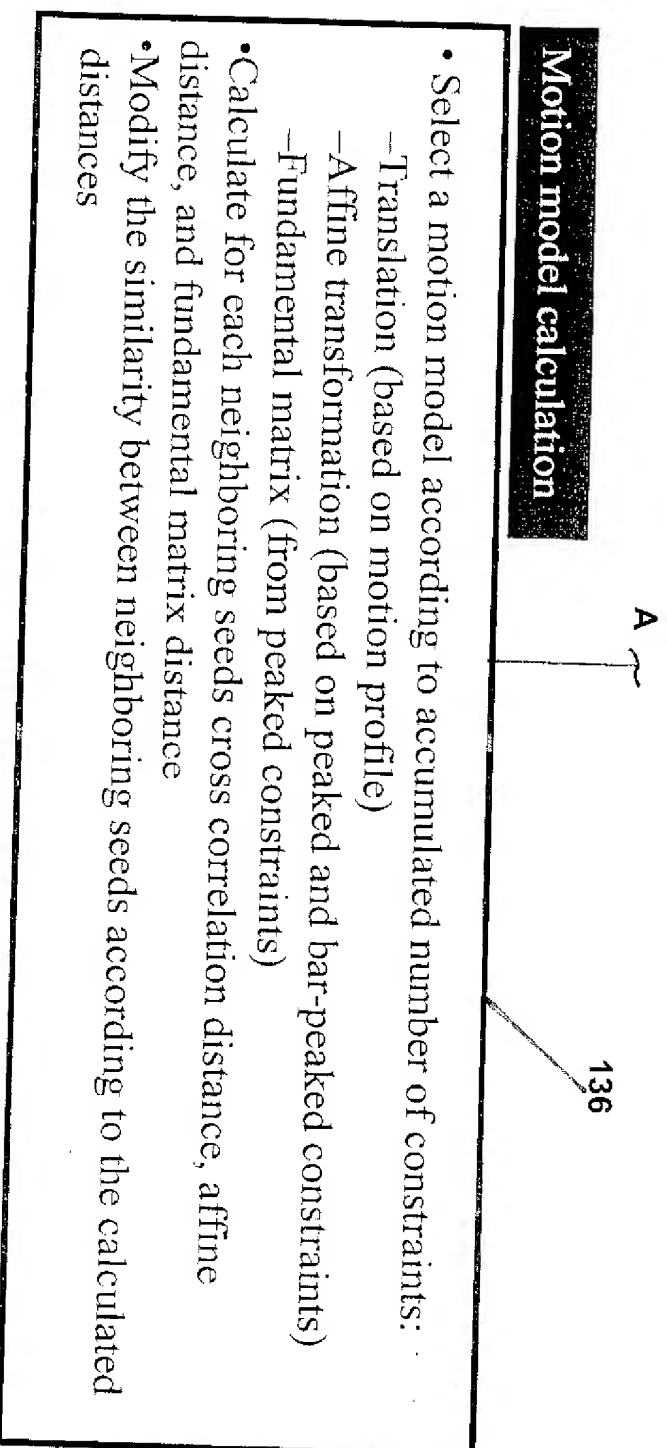 A
136
Motion model calculation
• Select a motion model according to accumulated number of constraints:
–Translation (based on motion profile)
–Affine transformation (based on peaked and bar-peaked constraints)
–Fundamental matrix (from peaked constraints)
•Calculate for each neighboring seeds cross correlation distance, affine
distance, and fundamental matrix distance
•Modify the similarity between neighboring seeds according to the calculated
distances